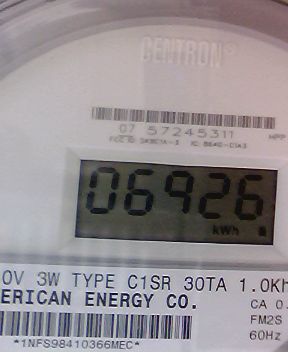 CENTRON®
07 57245311
06926
kWh
0V 3W TYPE C1SR 30TA 1.0Kh
ERICAN ENERGY CO.
CA 0.
FM2S
60Hz
*1NFS98410366MEC*